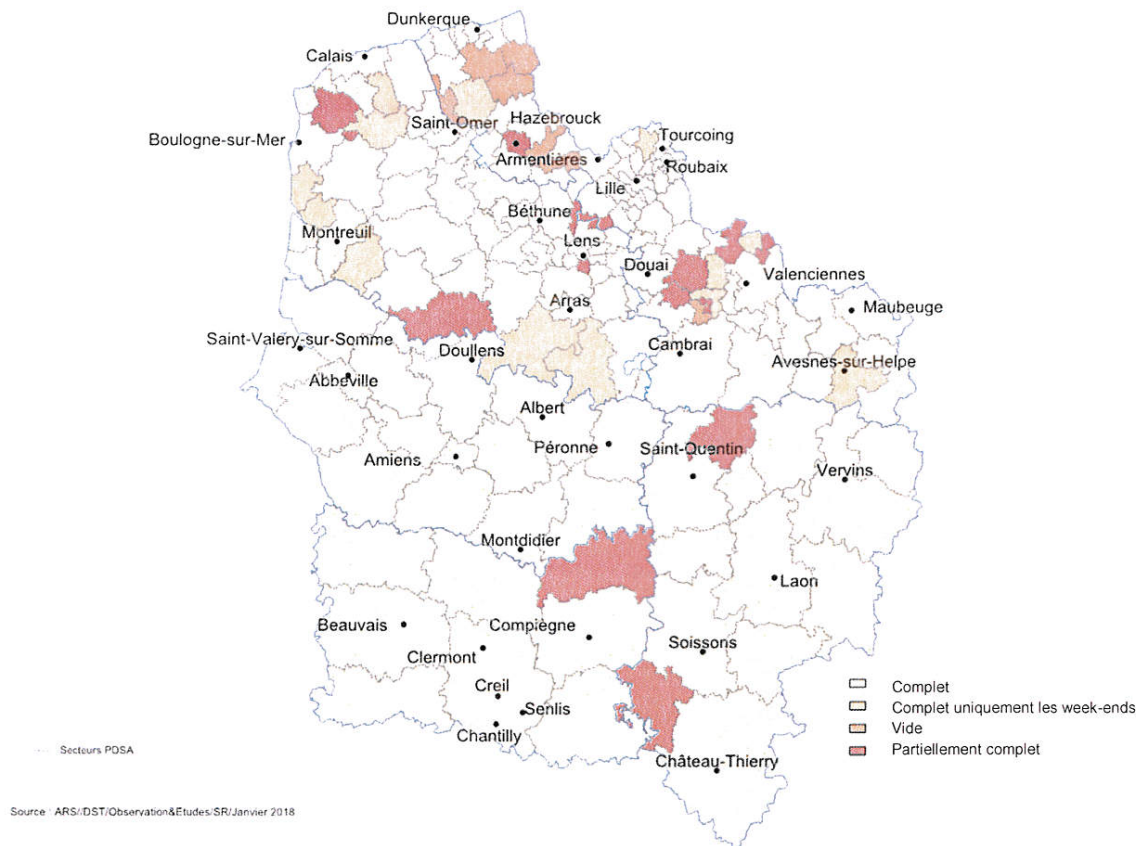 Dunkerque
Calais
Hazebrouck
Saint-Omer
Tourcoing
Boulogne-sur-Mer
Armentières
Roubaix
Lille
Béthune
Montreuil
Lens
Douai
Valenciennes
Arras
Maubeuge
Saint-Valery-sur-Somme
Doullens
Cambrai
Avesnes-sur-Helpe
Abbeville
Albert
Péronne
Saint-Quentin
Amiens
Vervins
Montdidier
Laon
Beauvais
Compiègne
Clermont
Soissons
Creil
Senlis
Chantilly
Château-Thierry
Complet
Complet uniquement les week-ends
Vide
Partiellement complet
Secteurs PDSA
Source : ARS//DST/Observation&Etudes/SR/Janvier 2018